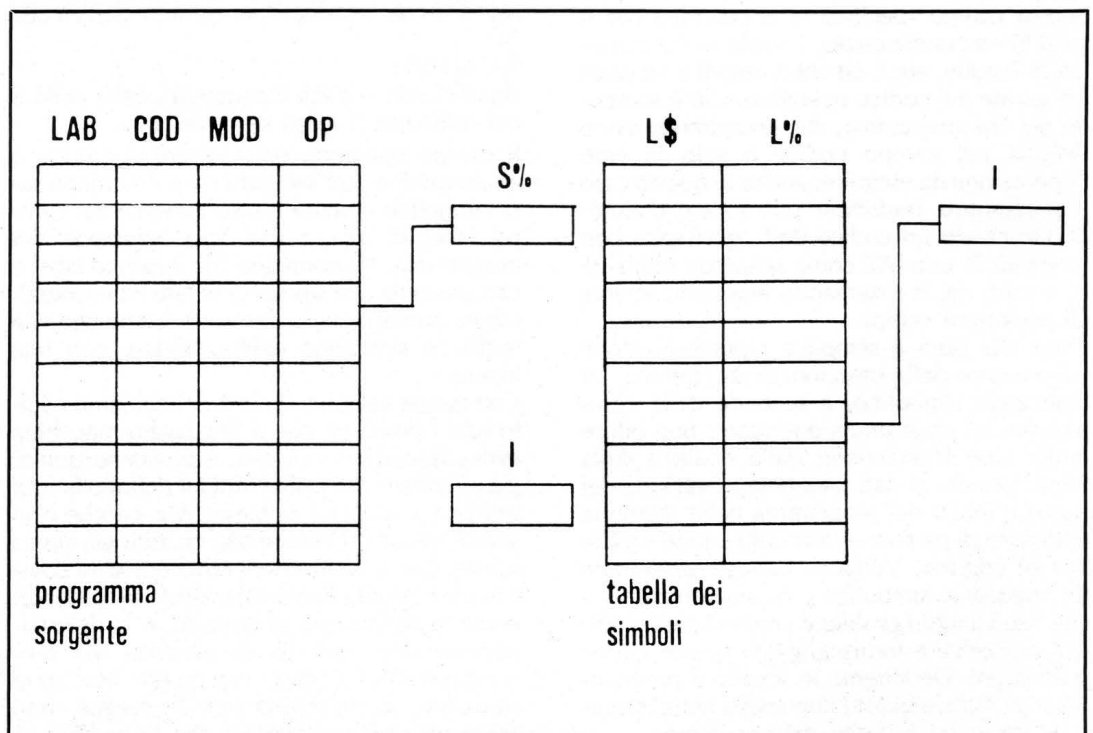 LAB COD MOD OP
S%
I
programma
sorgente
L$ L%
I
tabella dei
simboli